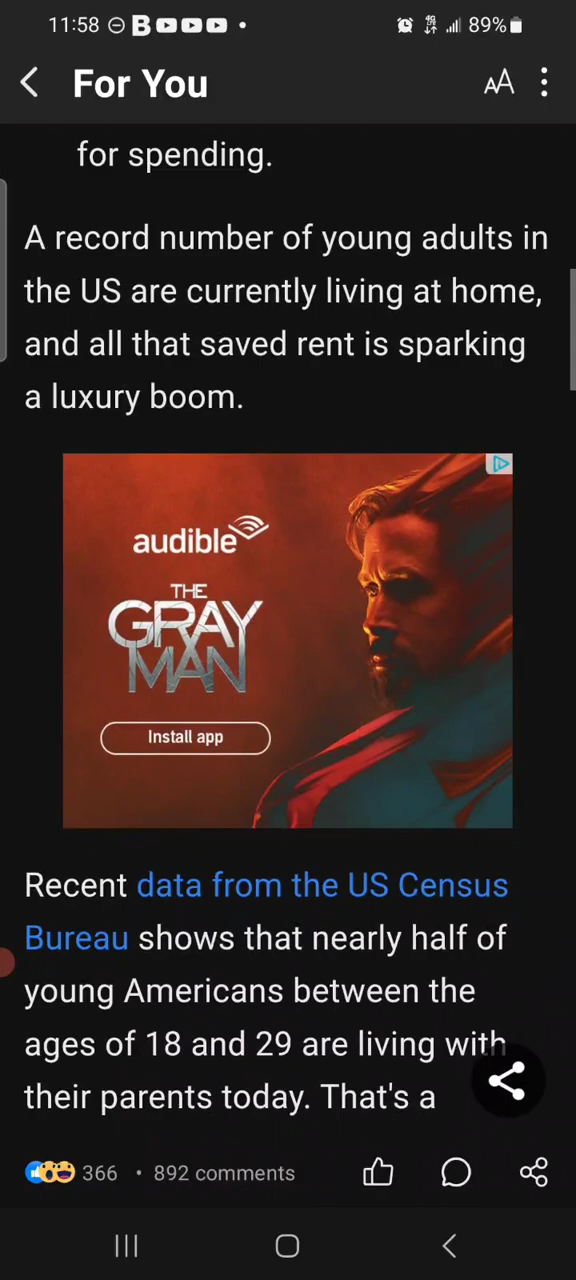 11:58
89%
For You
AA
for spending.
A record number of young adults in
the US are currently living at home,
and all that saved rent is sparking
a luxury boom.
audible
THE
GRAY
MAN
Install app
Recent data from the US Census
Bureau shows that nearly half of
young Americans between the
ages of 18 and 29 are living with
their parents today. That's a
366 • 892 comments